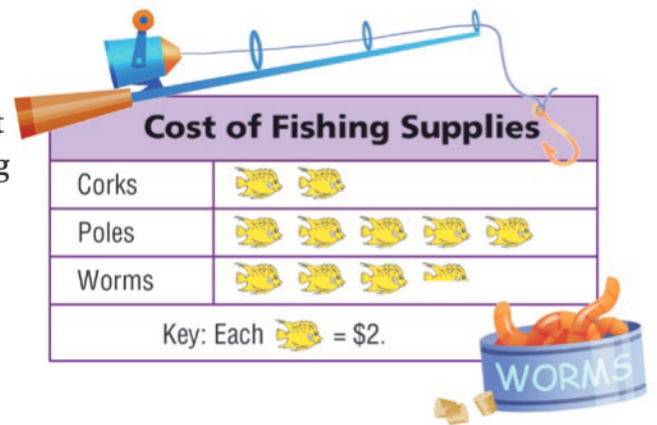 t
g
Cost of Fishing Supplies
Corks
Poles
Worms
Key: Each = $2.
WORMS